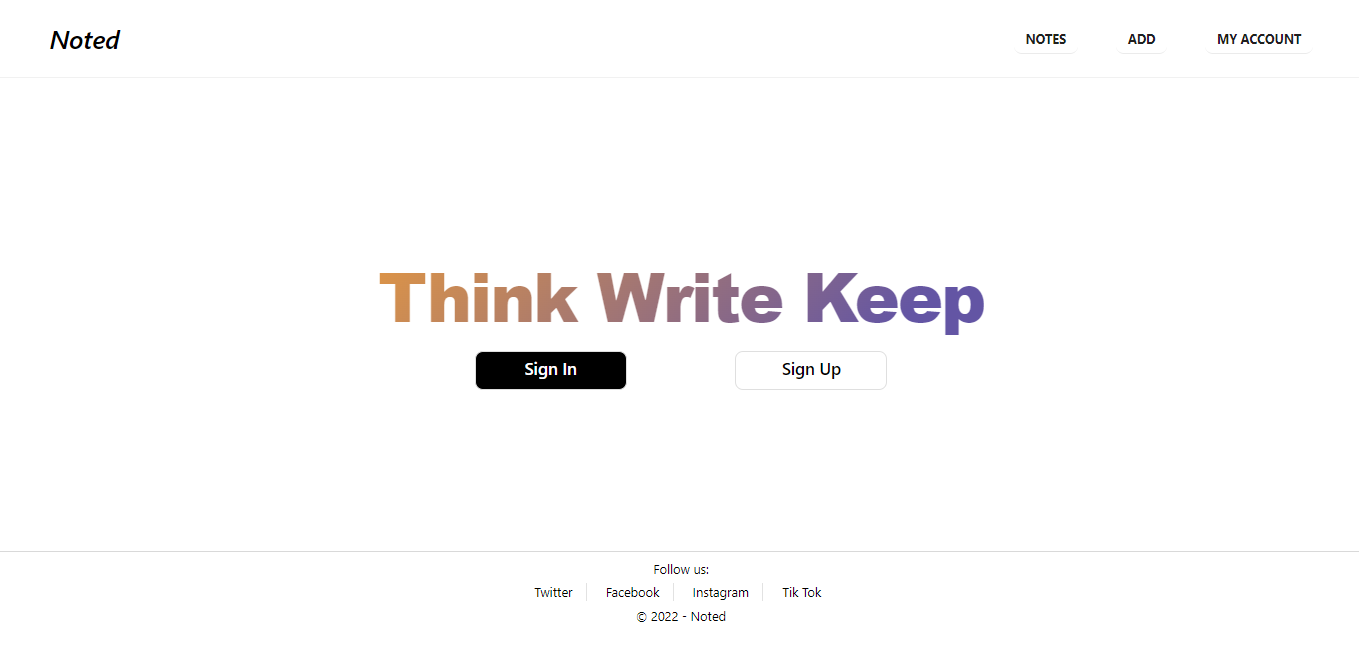 Noted NOTES ADD MY ACCOUNT
Think Write Keep
Sign In Sign Up
Follow us:
Twitter Facebook Instagram Tik Tok
© 2022 - Noted